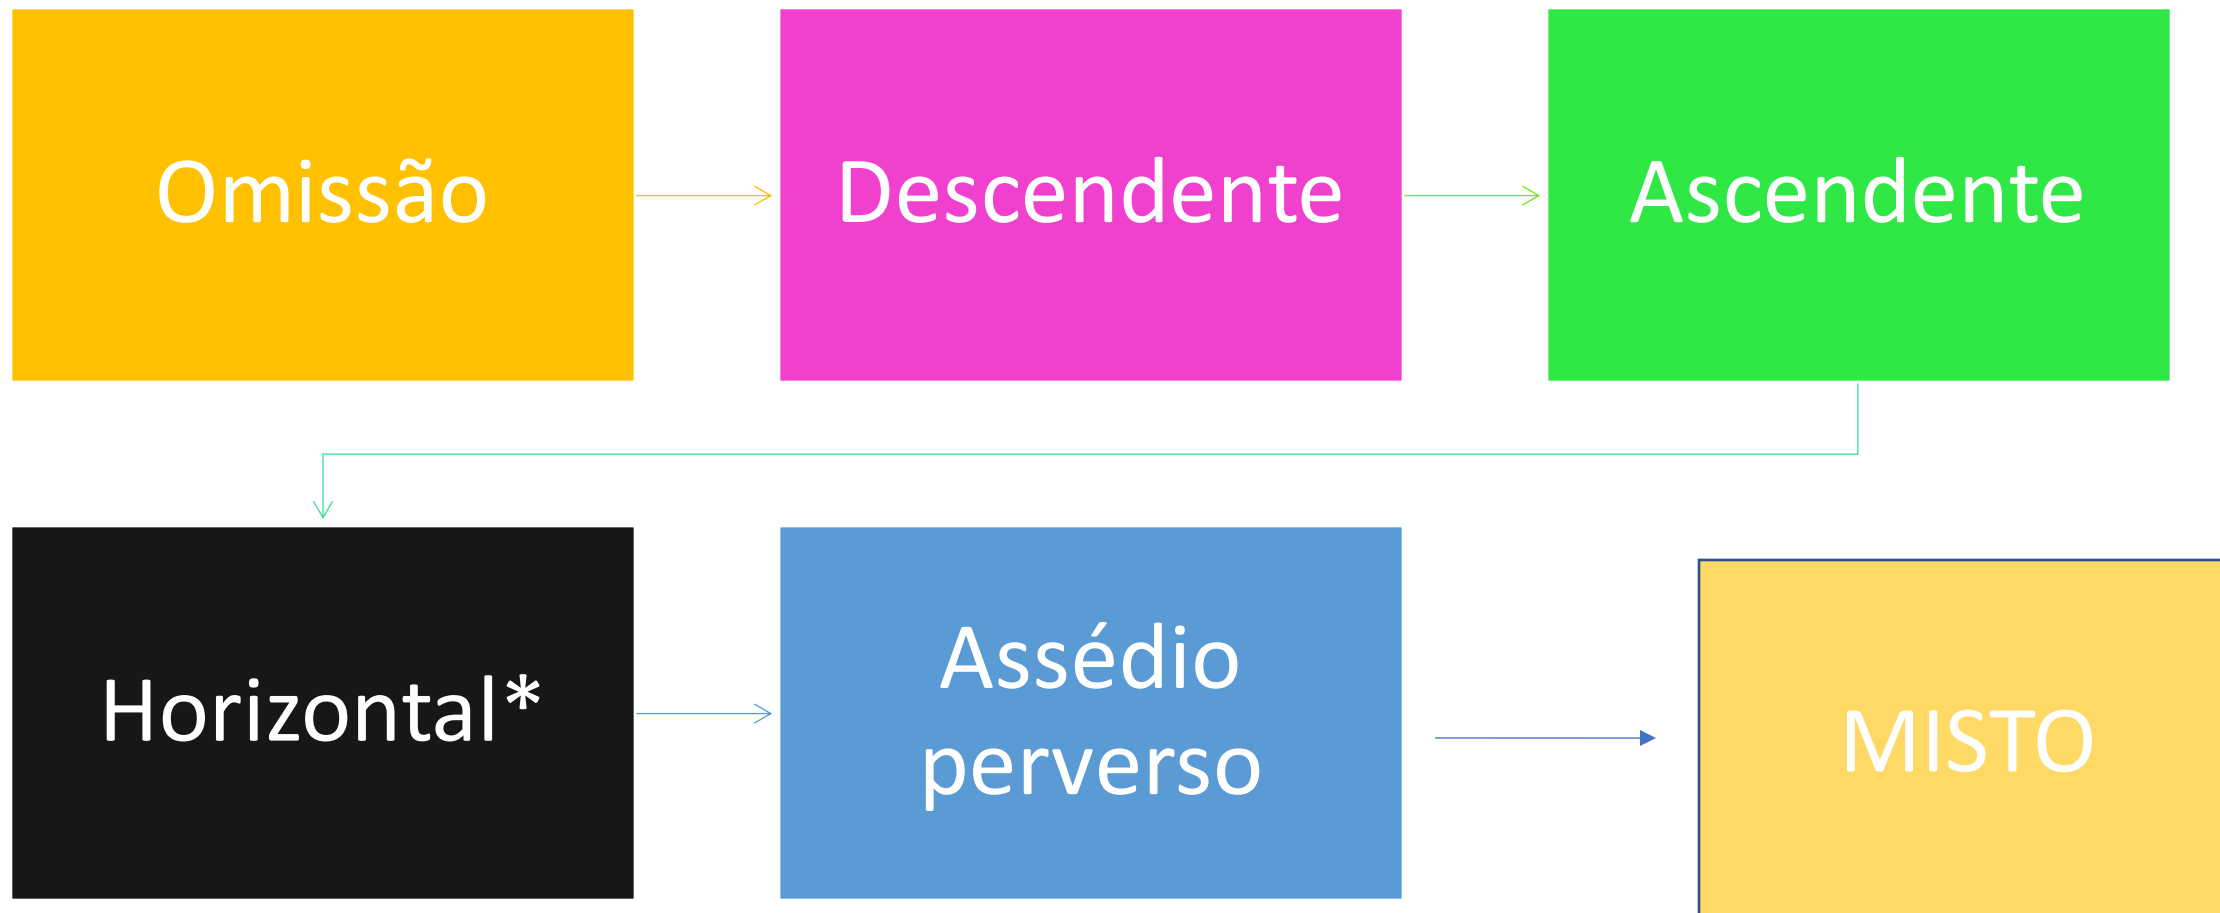 Omissão
Descendente
Ascendente
Horizontal*
Assédio
perverso
MISTO